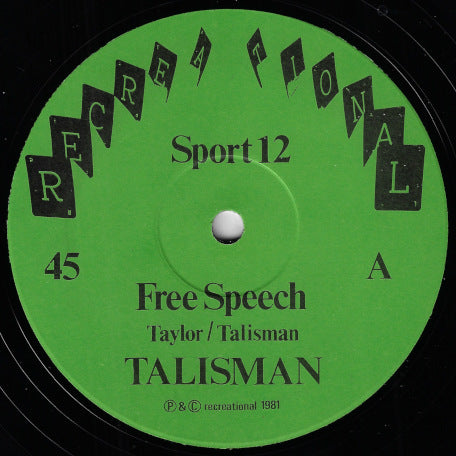 RECREATIONAL
Sport 12
45
A
Free Speech
Taylor / Talisman
TALISMAN
Ⓟ & © recreational 1981